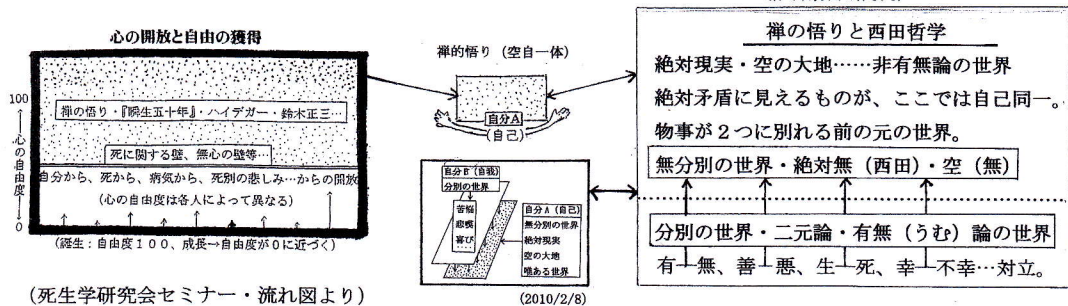 心の開放と自由の獲得
100
心の自由度
0
禅の悟り・『瞬生五十年』・ハイデガー・鈴木正三
死に関する壁、無心の壁等…
自分から、死から、病気から、死別の悲しみ…からの開放
(心の自由度は各人によって異なる)
(誕生:自由度100、成長→自由度が0に近づく)
(死生学研究会セミナー・流れ図より)
禅的悟り(空自一体)
自分A
(自己)
自分B(自我)
分別の世界
苦悩
悲嘆
喜び
自分A(自己)
無分別の世界
絶対現実
空の大地
唯ある世界
(2010/2/8)
禅の悟りと西田哲学
絶対現実・空の大地……非有無論の世界
絶対矛盾に見えるものが、ここでは自己同一。
物事が2つに別れる前の元の世界。
無分別の世界・絶対無(西田)・空(無)
分別の世界・二元論・有無(うむ)論の世界
有─無、善─悪、生─死、幸─不幸…対立。